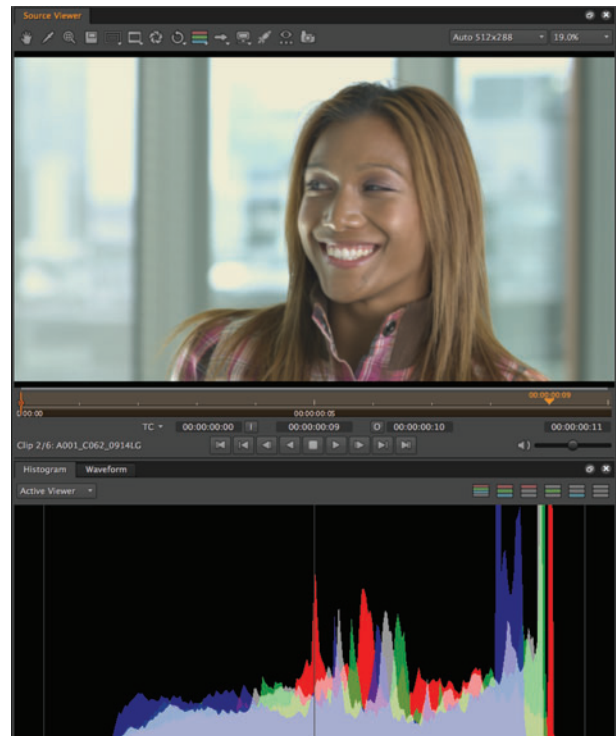 Source Viewer
Auto 512x288 19.0%
00:00:00:09
0:00:00 00:00:00:05
TC 00:00:00:00 I 00:00:00:09 O 00:00:00:10 00:00:00:11
Clip 2/6: A001_C062_0914LG
Histogram Waveform
Active Viewer